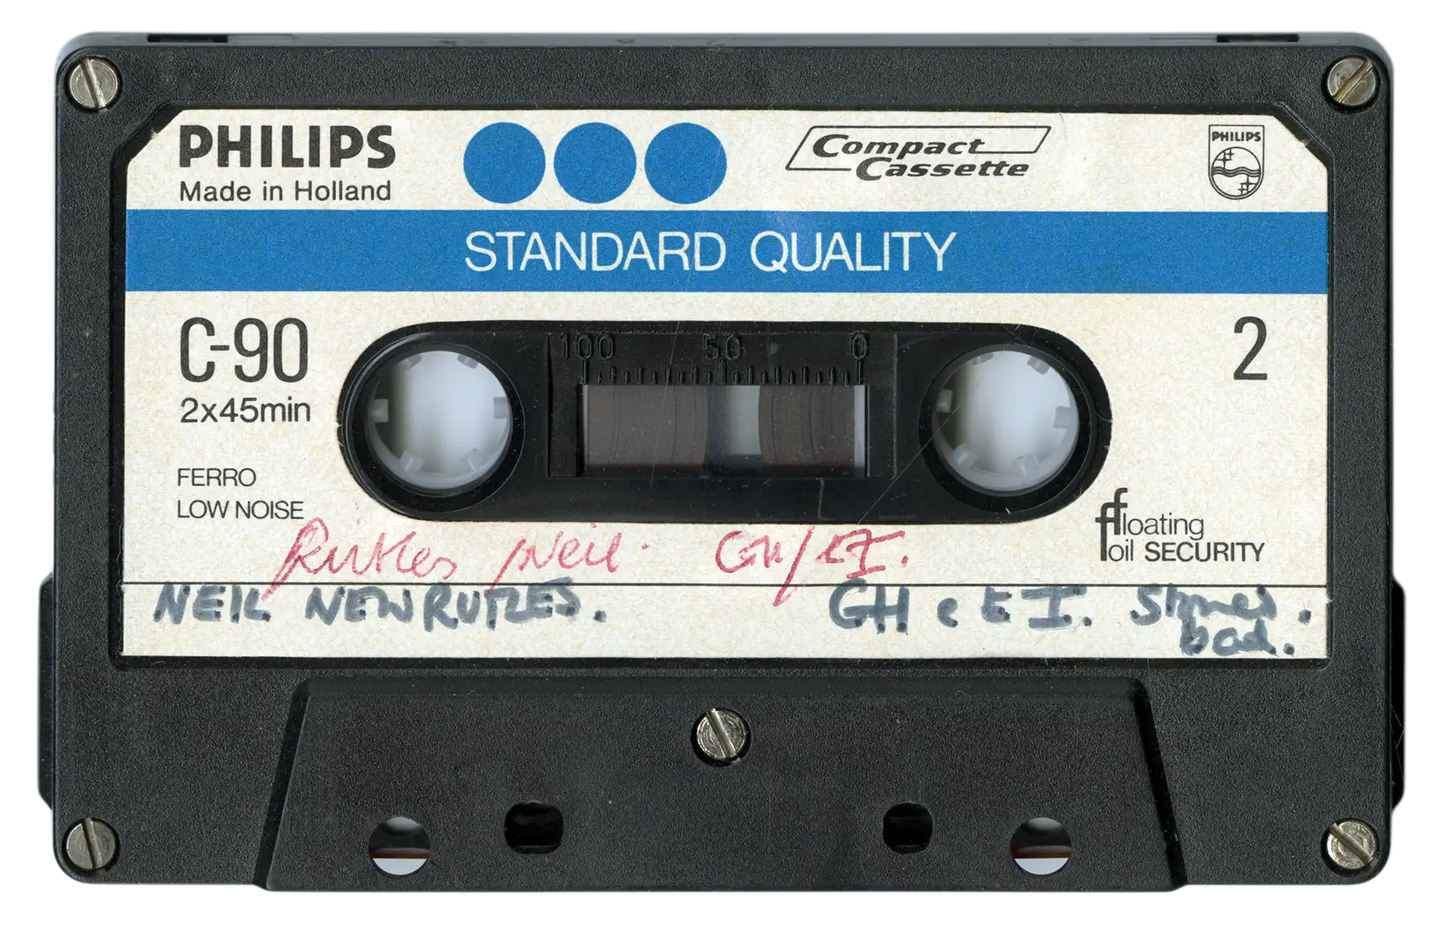 PHILIPS
Made in Holland
Compact
Cassette
PHILIPS
STANDARD QUALITY
C-90
2x45min
2
100 50 0
FERRO
LOW NOISE
floating
foil SECURITY
Rutles Neil. GH/EI.
NEIL NEW RUTLES. GH & EI. Stones.
bad.